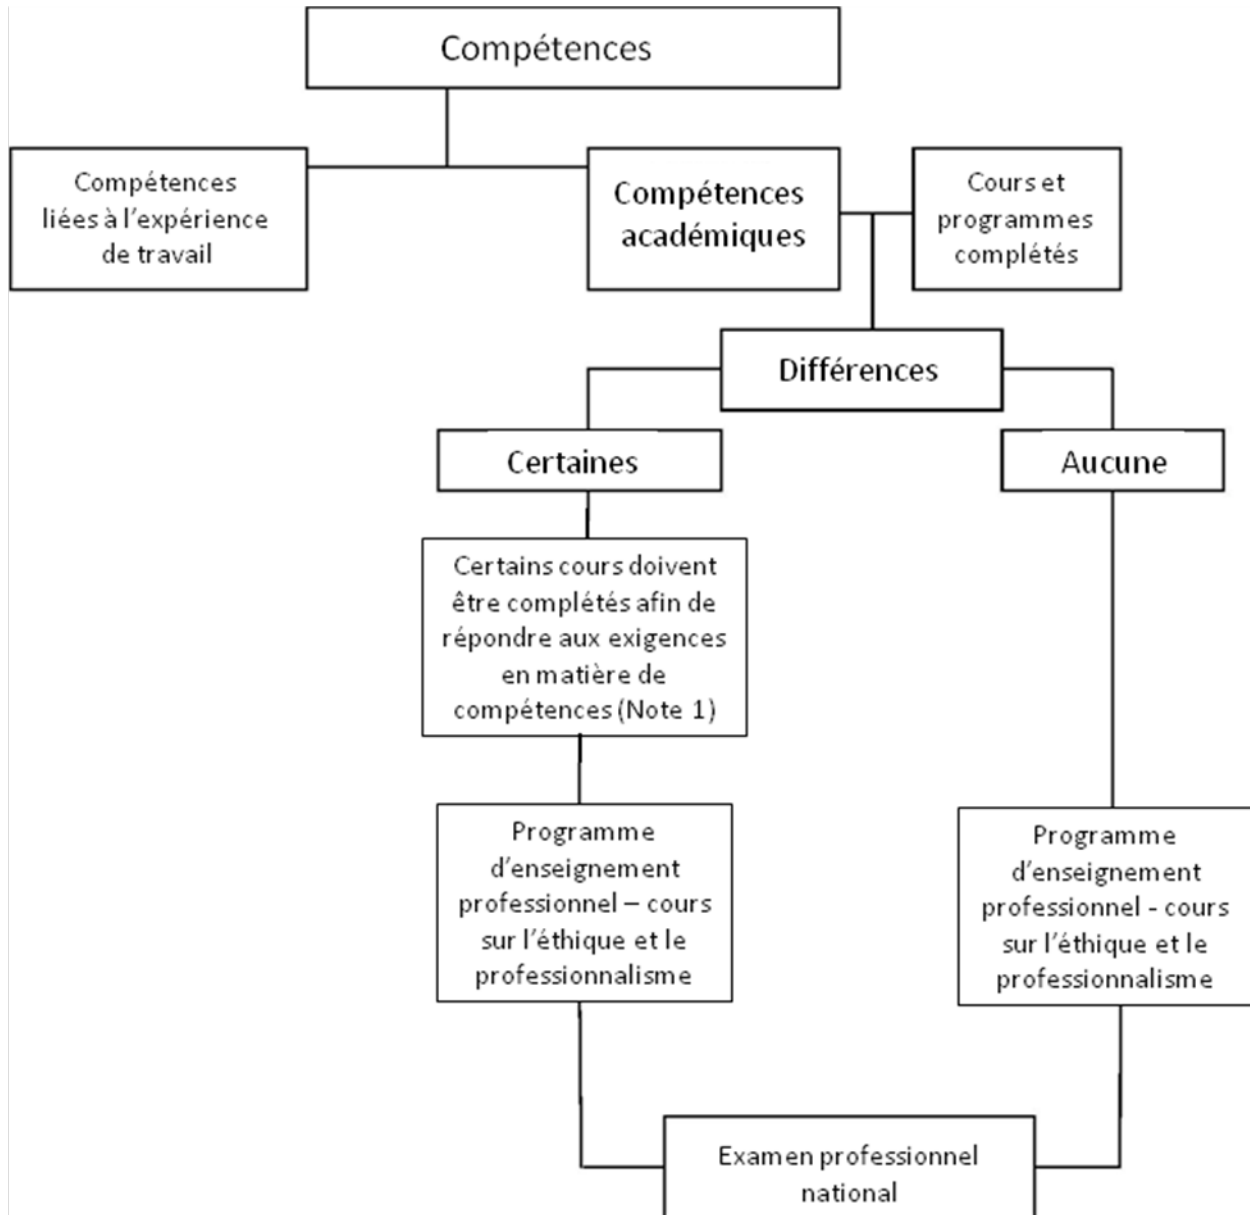 Compétences
Compétences
liées à l'expérience
de travail
Compétences
académiques
Cours et
programmes
complétés
Différences
Certaines
Aucune
Certains cours doivent
être complétés afin de
répondre aux exigences
en matière de
compétences (Note 1)
Programme
d'enseignement
professionnel – cours
sur l'éthique et le
professionnalisme
Programme
d'enseignement
professionnel - cours
sur l'éthique et le
professionnalisme
Examen professionnel
national